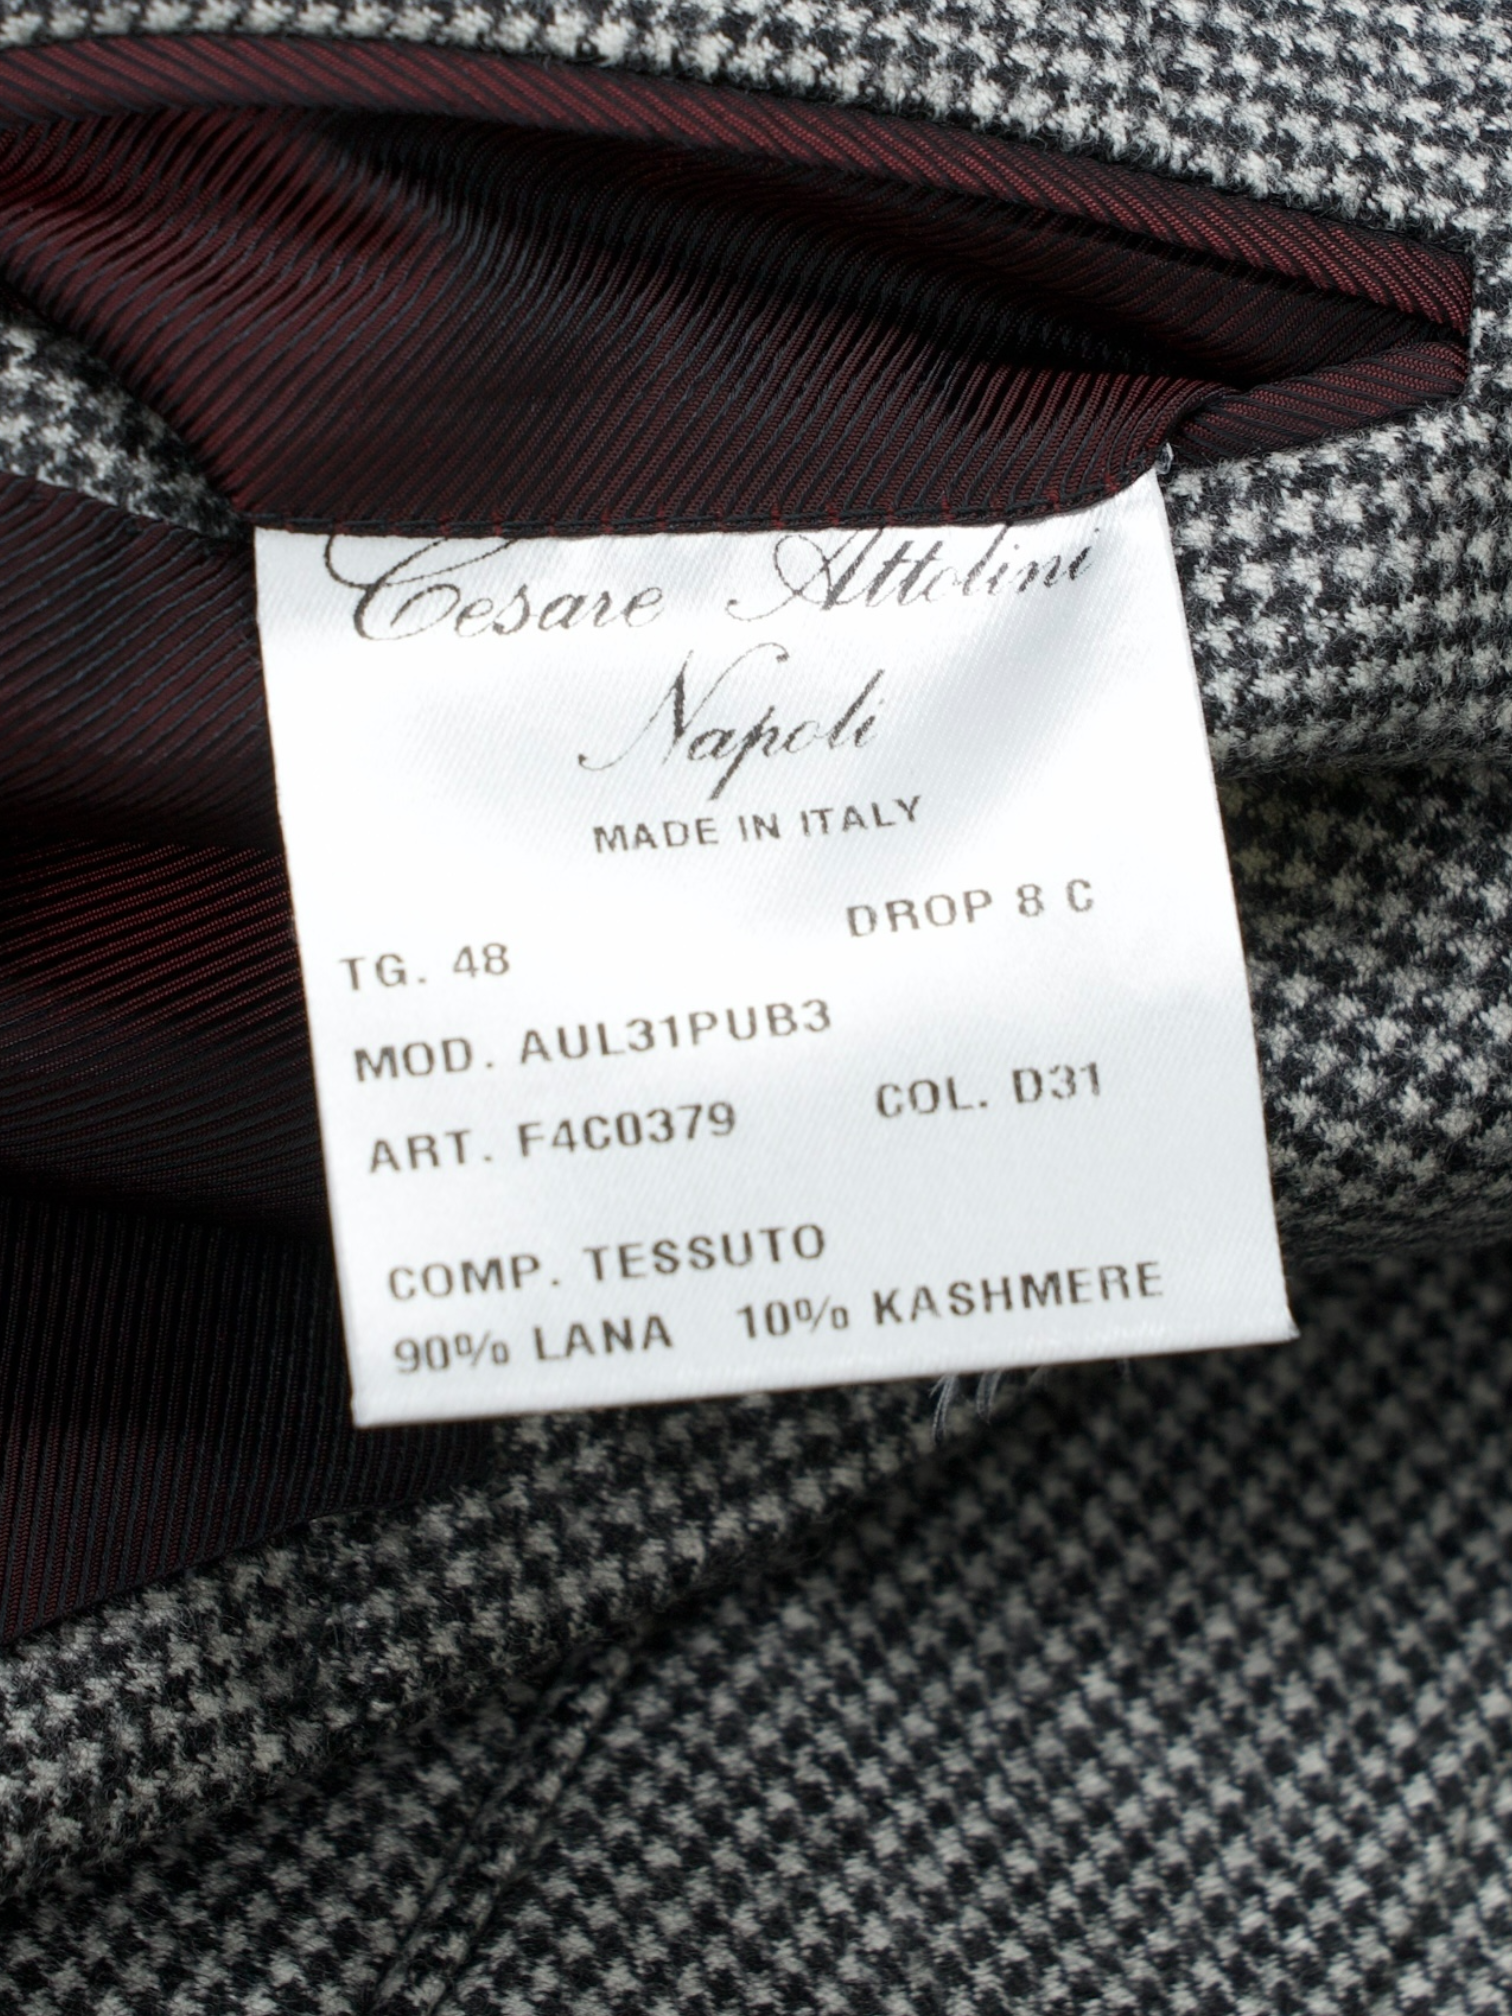 Cesare Attolini
Napoli
MADE IN ITALY
TG. 48 DROP 8 C
MOD. AUL31PUB3
ART. F4C0379 COL. D31
COMP. TESSUTO
90% LANA 10% KASHMERE